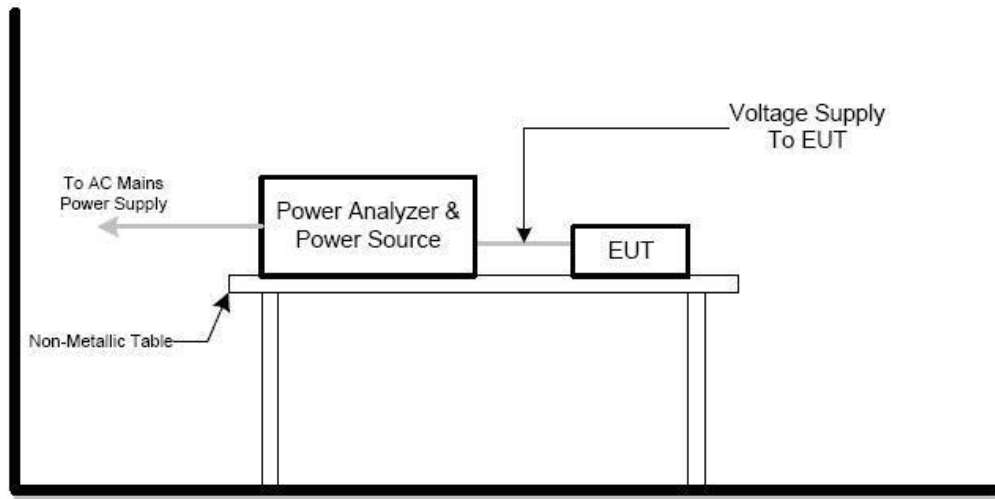 Voltage Supply
To EUT
To AC Mains
Power Supply
Power Analyzer &
Power Source
EUT
Non-Metallic Table